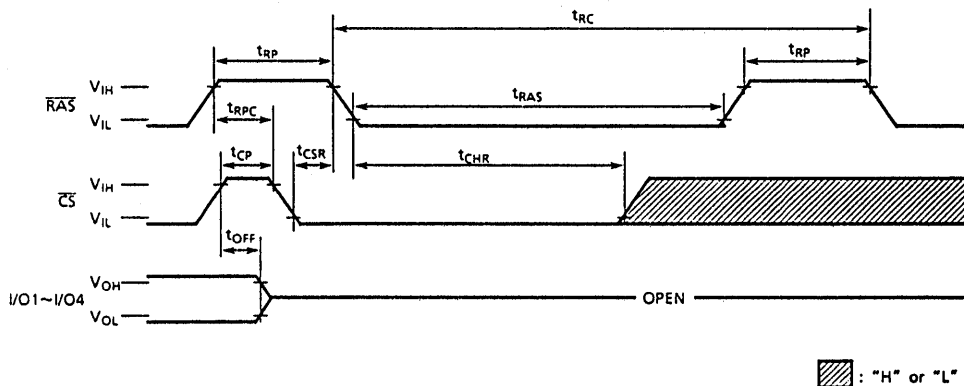 tRC
tRP
tRP
VIH
RAS
tRAS
tRPC
VIL
tCP
tCSR
tCHR
VIH
CS
VIL
tOFF
VOH
I/O1~I/O4
OPEN
VOL
: "H" or "L"